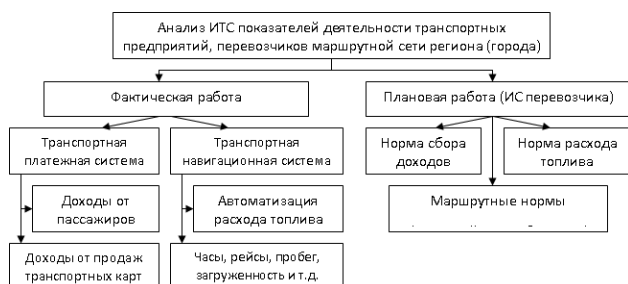 Анализ ИТС показателей деятельности транспортных
предприятий, перевозчиков маршрутной сети региона (города)
Фактическая работа
Плановая работа (ИС перевозчика)
Транспортная
платежная система
Транспортная
навигационная система
Норма сбора
доходов
Норма расхода
топлива
Доходы от
пассажиров
Автоматизация
расхода топлива
Маршрутные нормы
Доходы от продаж
транспортных карт
Часы, рейсы, пробег,
загруженность и т.д.